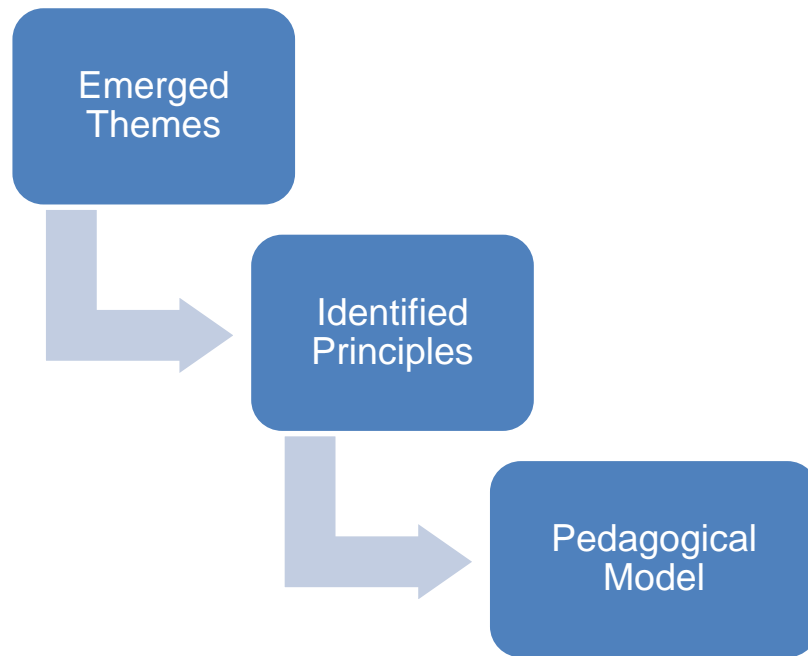 Emerged
Themes
Identified
Principles
Pedagogical
Model